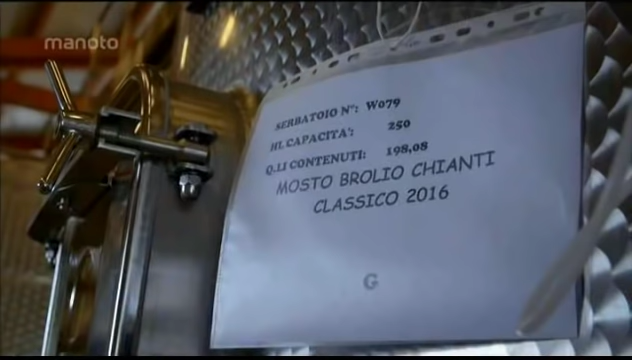 manoto
SERBATOIO N°: W079
HL CAPACITA': 250
Q.LI CONTENUTI: 198,08
MOSTO BROLIO CHIANTI
CLASSICO 2016
G